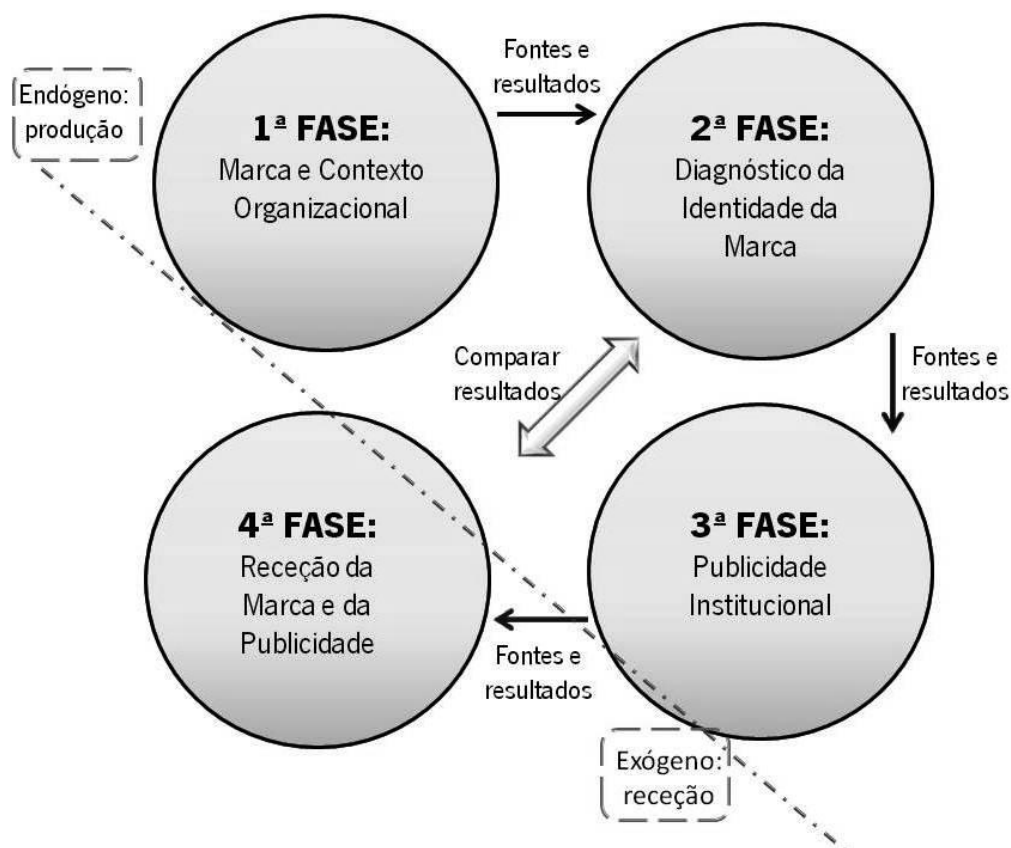 Endógeno:
produção
1ª FASE:
Marca e Contexto
Organizacional
Fontes e
resultados
2ª FASE:
Diagnóstico da
Identidade da
Marca
Comparar
resultados
Fontes e
resultados
4ª FASE:
Receção da
Marca e da
Publicidade
3ª FASE:
Publicidade
Institucional
Fontes e
resultados
Exógeno:
receção